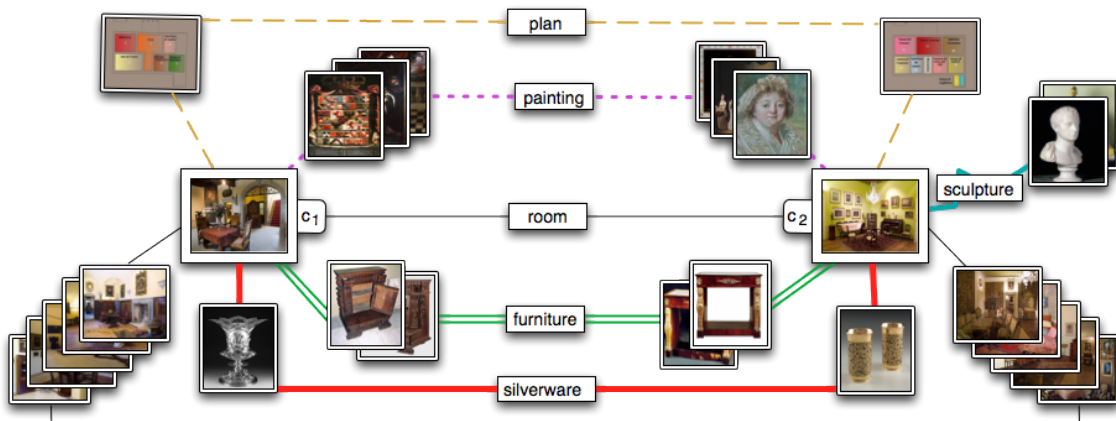 plan
painting
sculpture
c1
room
c2
furniture
silverware